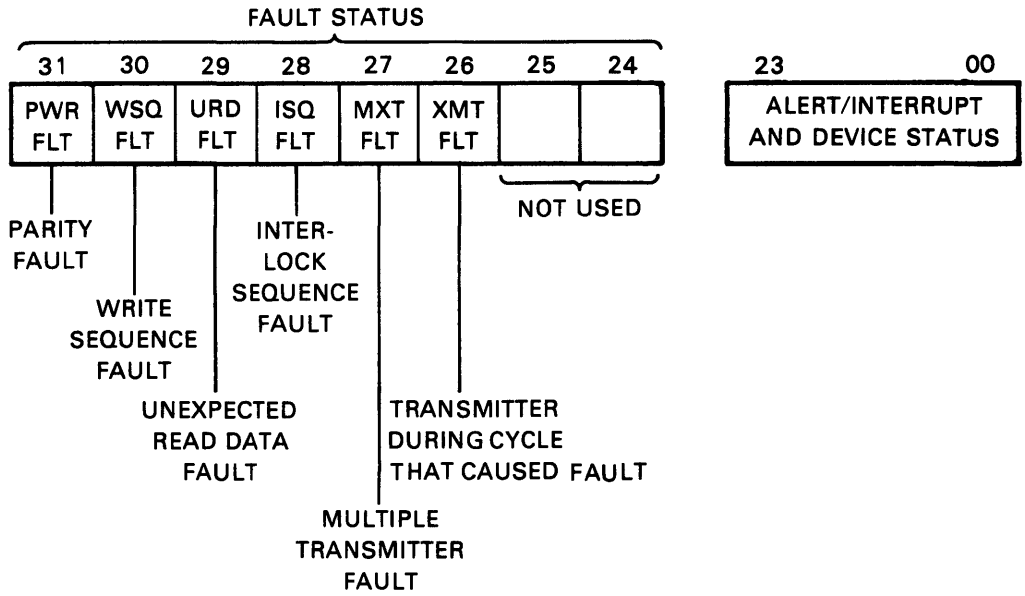 FAULT STATUS
31 30 29 28 27 26 25 24 23 00
PWR FLT WSQ FLT URD FLT ISQ FLT MXT FLT XMT FLT
ALERT/INTERRUPT
AND DEVICE STATUS
NOT USED
PARITY
FAULT
INTER-
LOCK
SEQUENCE
FAULT
WRITE
SEQUENCE
FAULT
UNEXPECTED
READ DATA
FAULT
TRANSMITTER
DURING CYCLE
THAT CAUSED FAULT
MULTIPLE
TRANSMITTER
FAULT